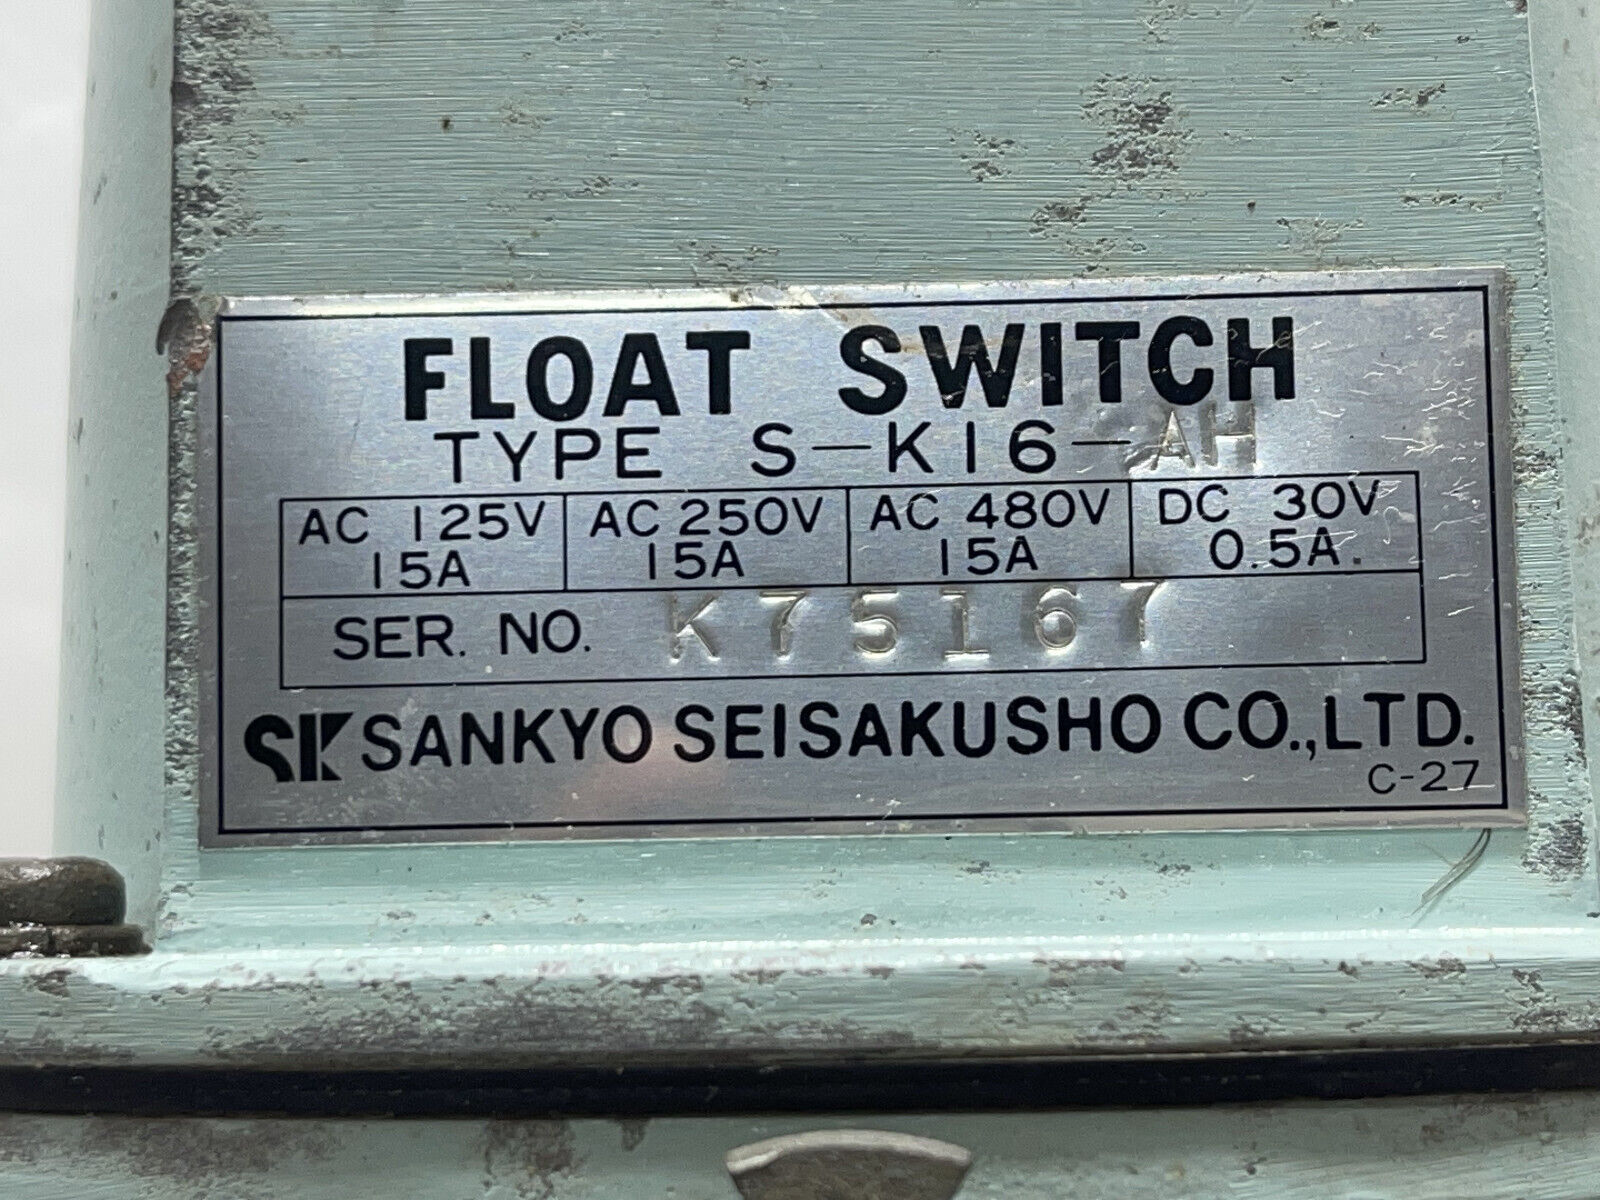 FLOAT SWITCH
TYPE S-K16-AH
AC 125V AC 250V AC 480V DC 30V
15A 15A 15A 0.5A.
SER. NO. K75167
SK SANKYO SEISAKUSHO CO.,LTD.
C-27